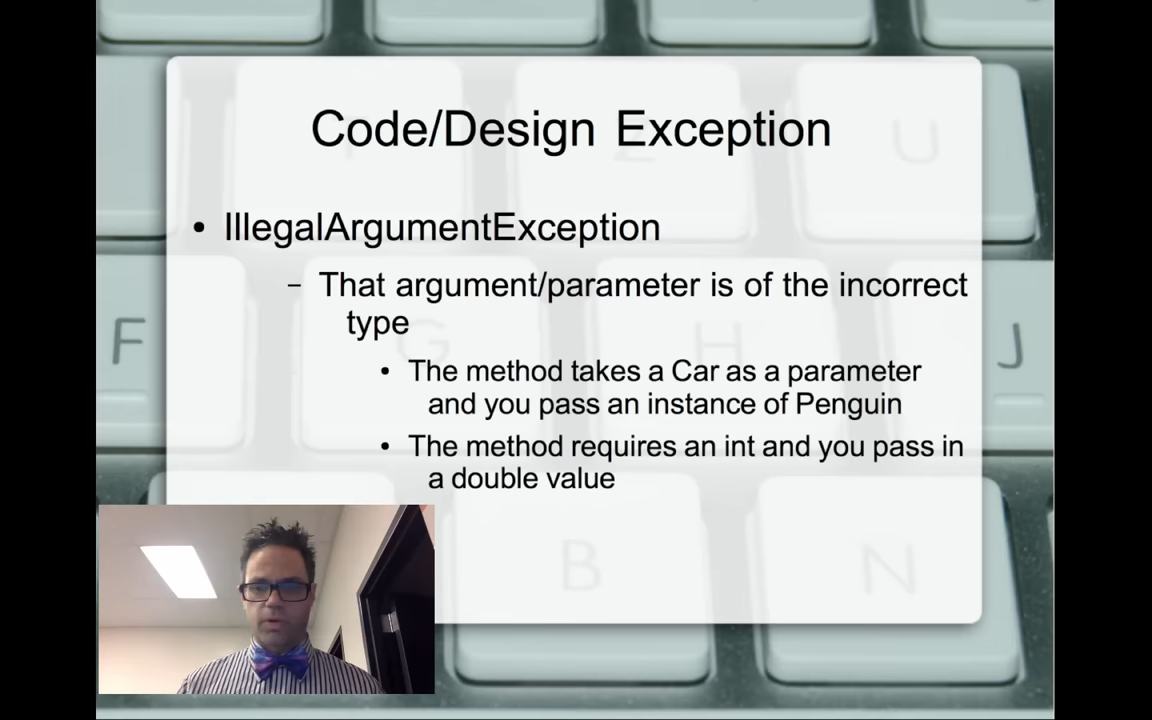 Code/Design Exception
• IllegalArgumentException
– That argument/parameter is of the incorrect
type
• The method takes a Car as a parameter
and you pass an instance of Penguin
• The method requires an int and you pass in
a double value
U
F
G
H
J
B
N